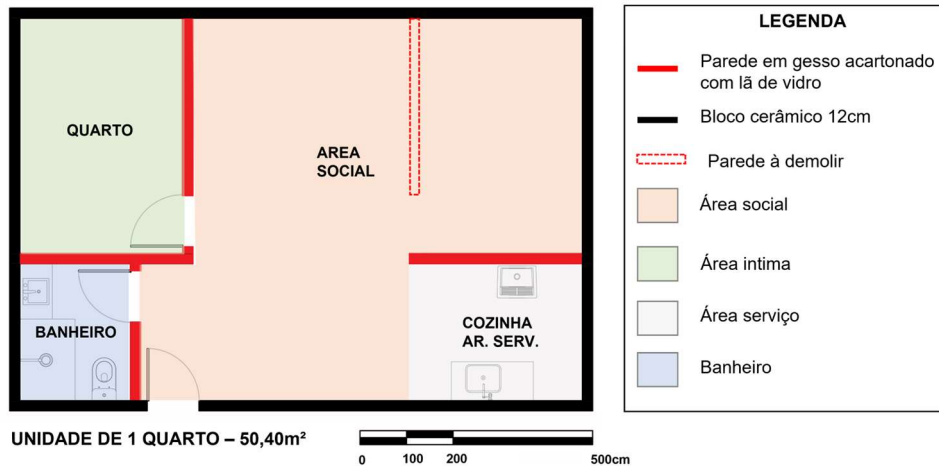 QUARTO
AREA
SOCIAL
BANHEIRO
COZINHA
AR. SERV.
UNIDADE DE 1 QUARTO – 50,40m²
0 100 200 500cm
LEGENDA
Parede em gesso acartonado
com lã de vidro
Bloco cerâmico 12cm
Parede à demolir
Área social
Área intima
Área serviço
Banheiro